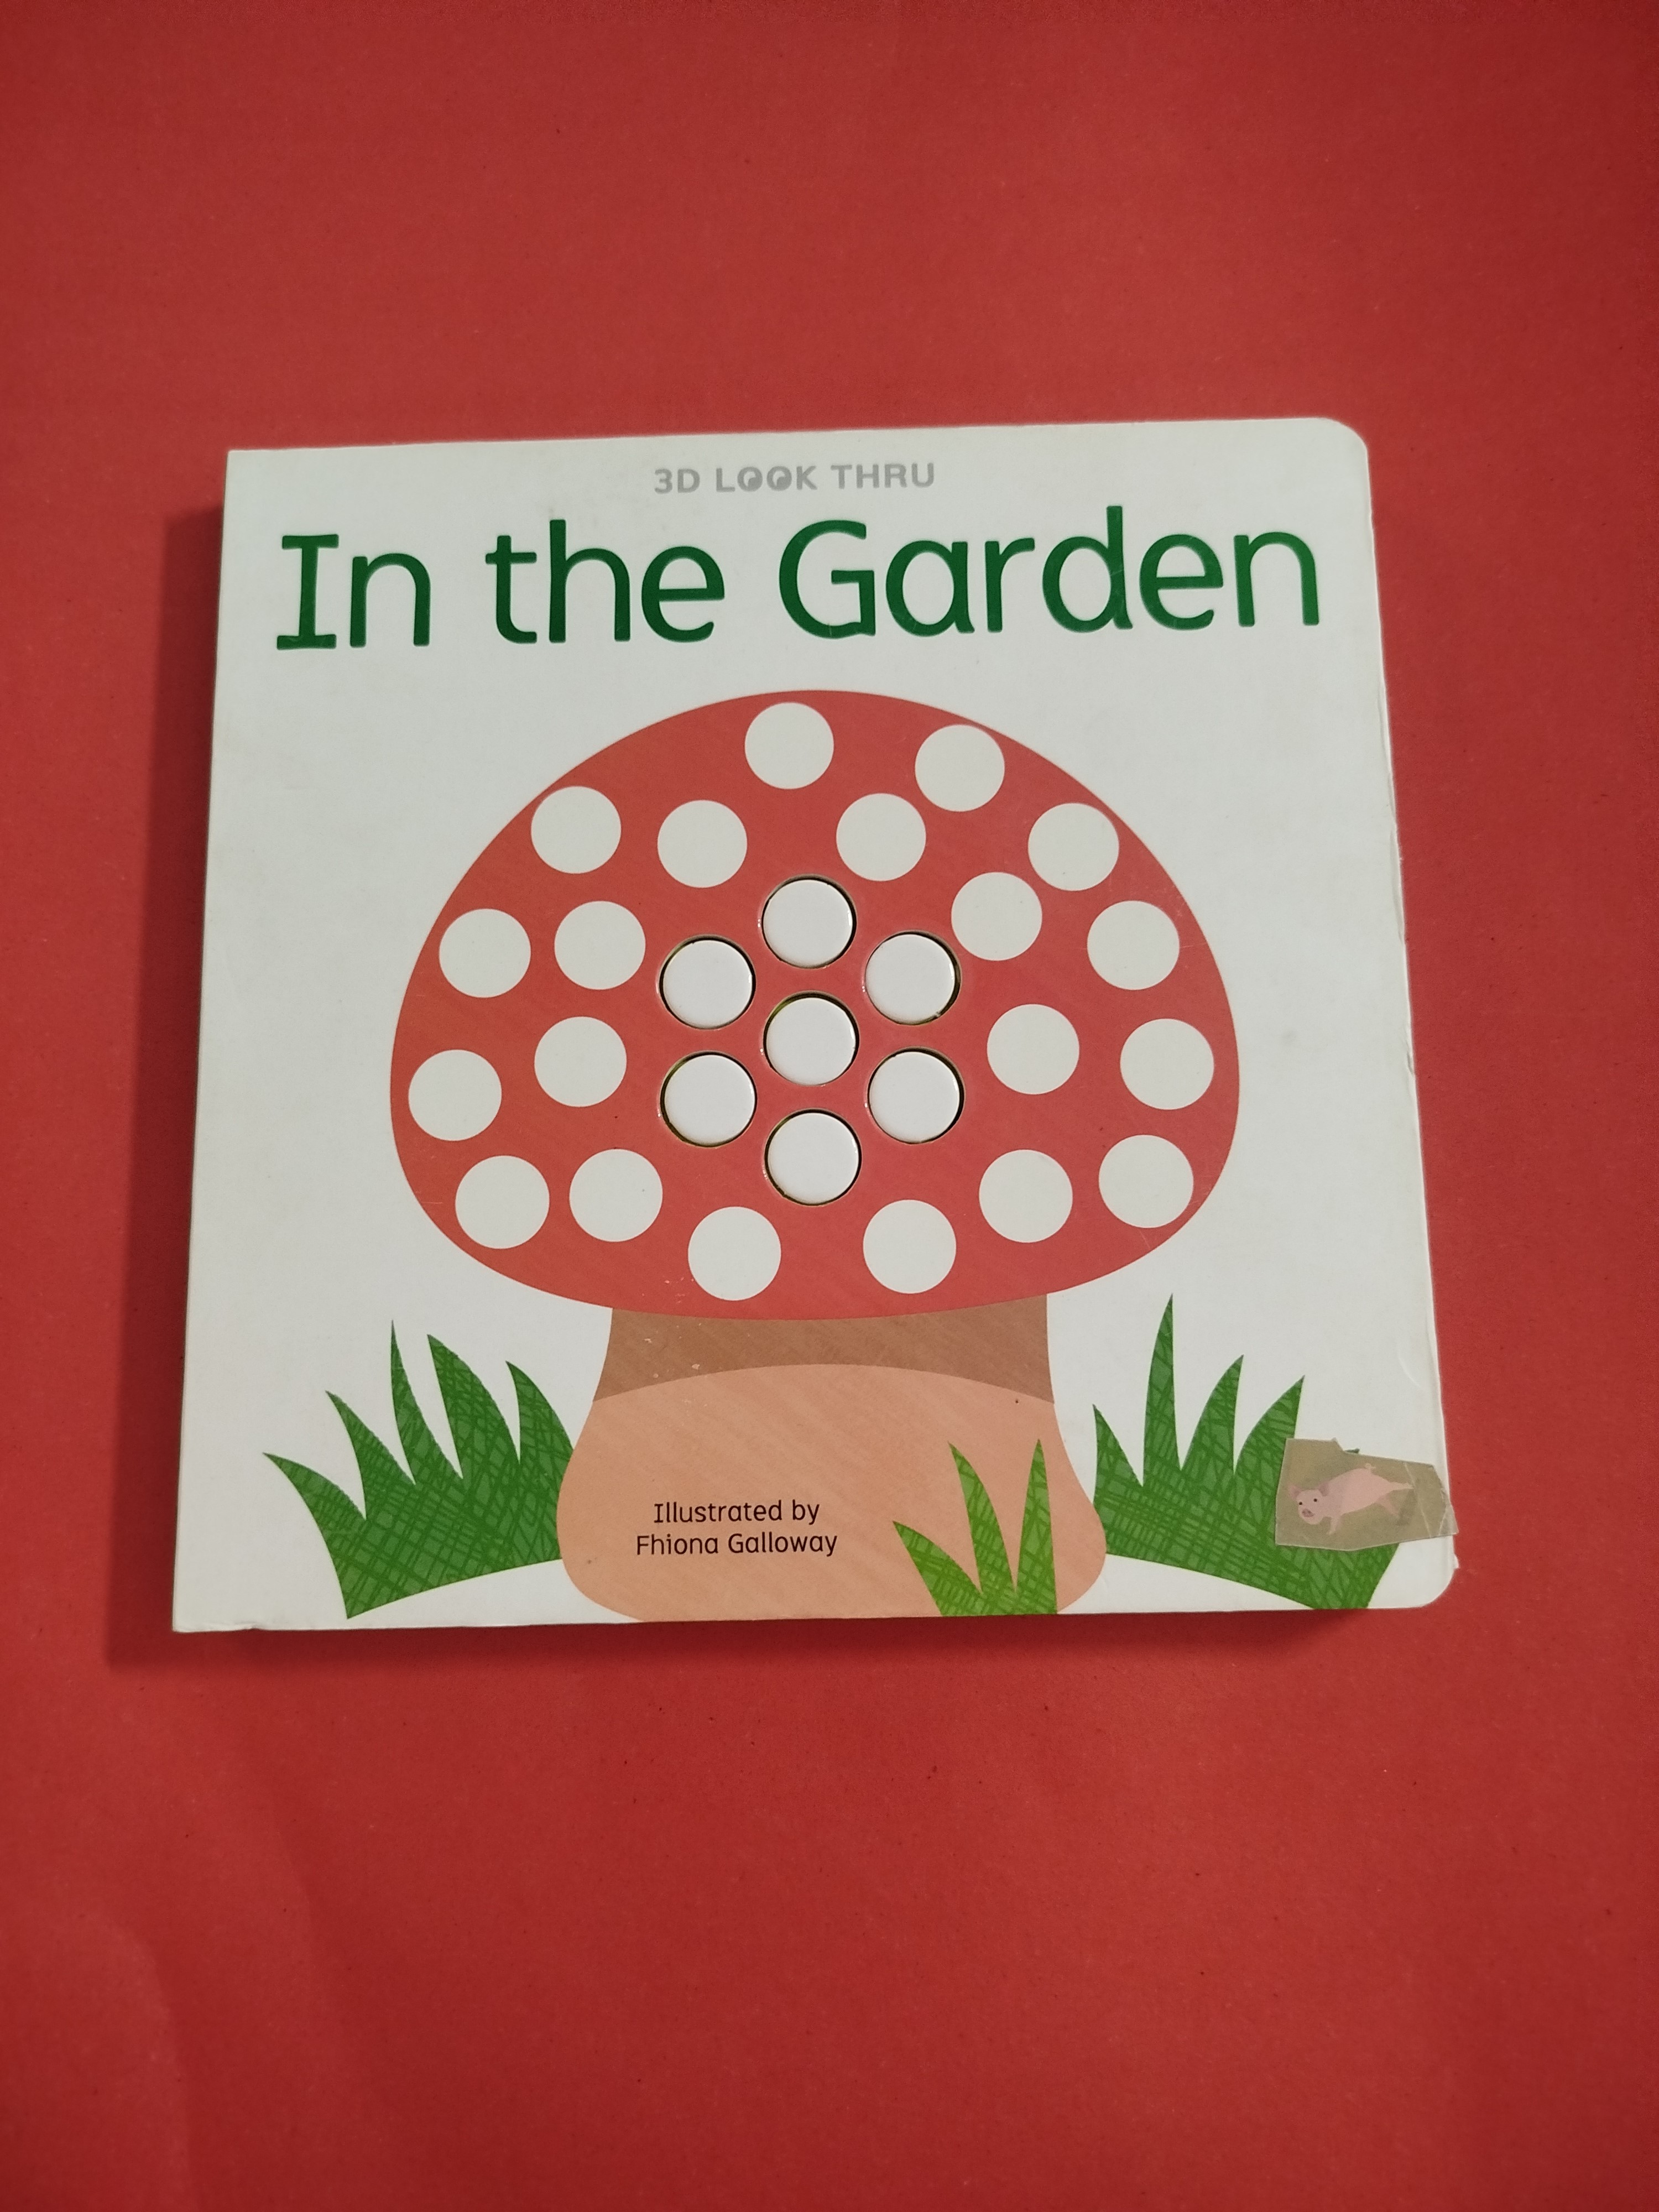 3D LOOK THRU
In the Garden
Illustrated by
Fhiona Galloway